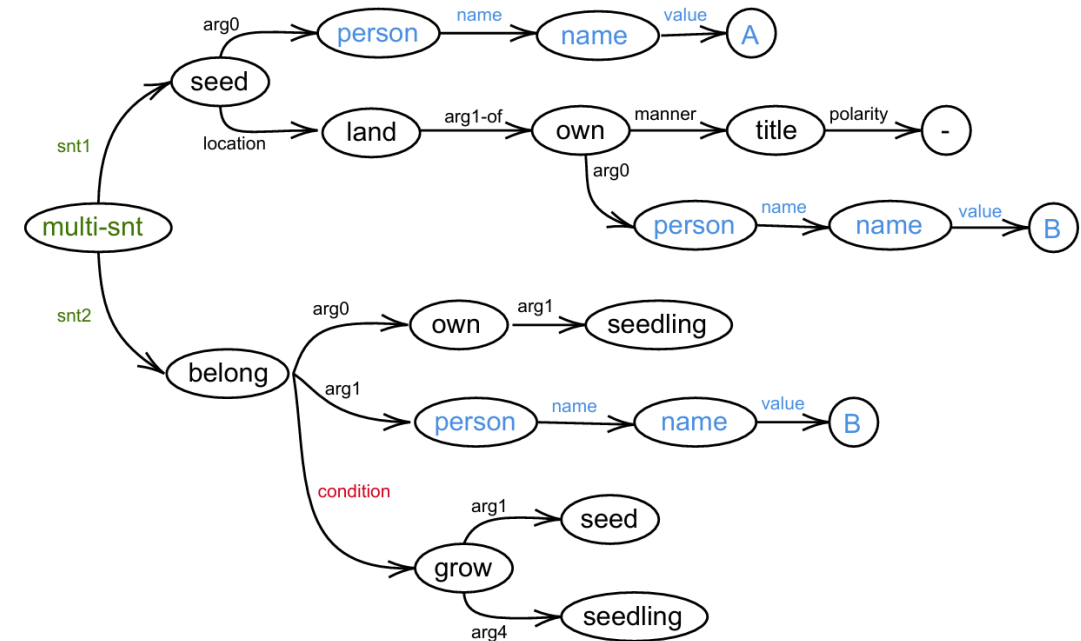 arg0
person
name
name
value
A
seed
location
land
arg1-of
own
manner
title
polarity
-
arg0
person
name
name
value
B
snt1
multi-snt
snt2
belong
arg0
own
arg1
seedling
arg1
person
name
name
value
B
condition
grow
arg1
seed
arg4
seedling